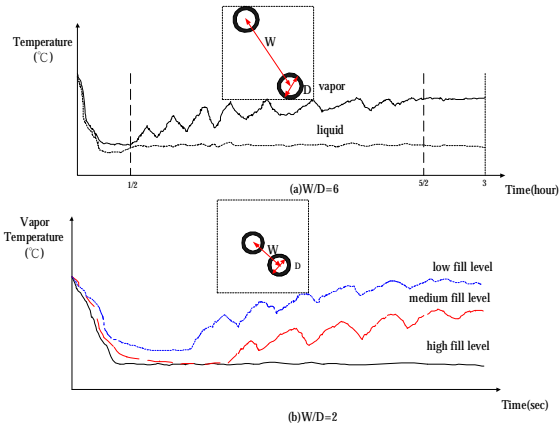 Temperature
(℃)
W
D
vapor
liquid
1/2
5/2
3
Time(hour)
(a)W/D=6
Vapor
Temperature
(℃)
W
D
low fill level
medium fill level
high fill level
Time(sec)
(b)W/D=2